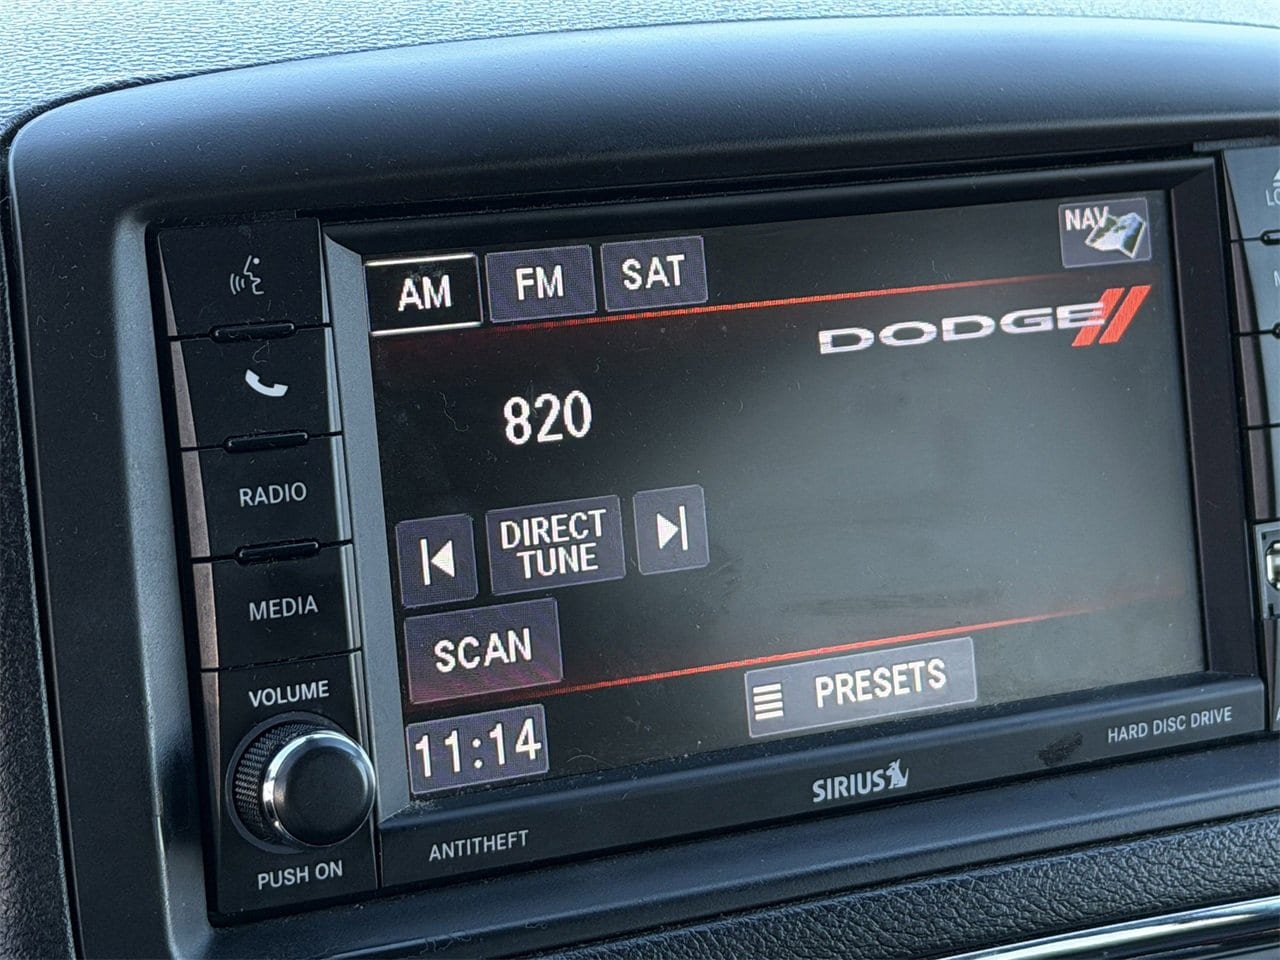 AM
FM
SAT
NAV
DODGE
820
DIRECT
TUNE
SCAN
PRESETS
11:14
RADIO
MEDIA
VOLUME
PUSH ON
ANTITHEFT
SIRIUS
HARD DISC DRIVE